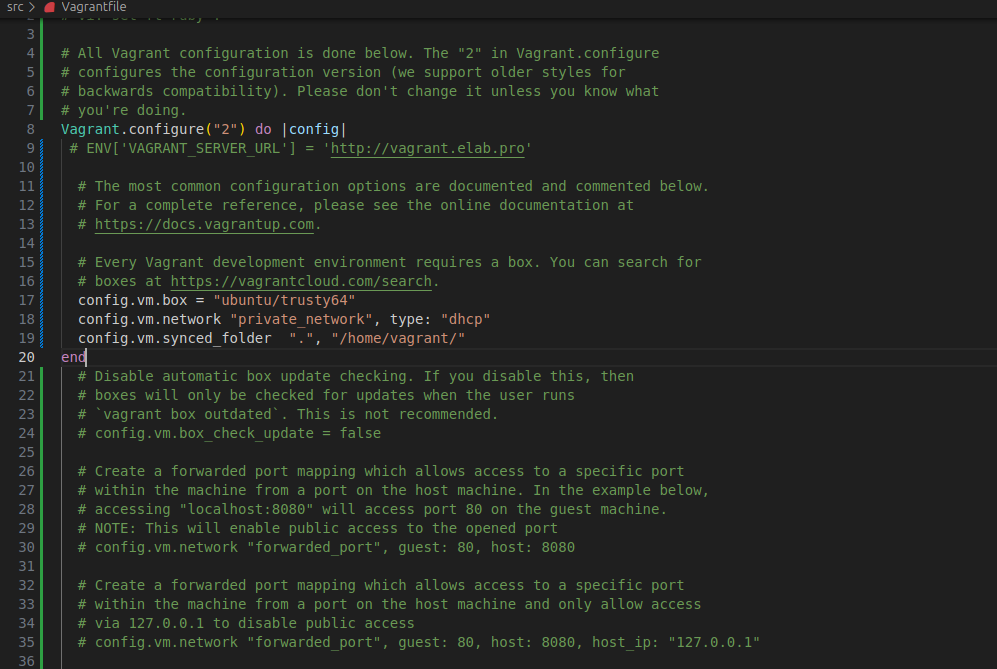 src > Vagrantfile
3
4 # All Vagrant configuration is done below. The "2" in Vagrant.configure
5 # configures the configuration version (we support older styles for
6 # backwards compatibility). Please don't change it unless you know what
7 # you're doing.
8 Vagrant.configure("2") do |config|
9 # ENV['VAGRANT_SERVER_URL'] = 'http://vagrant.elab.pro'
10
11 # The most common configuration options are documented and commented below.
12 # For a complete reference, please see the online documentation at
13 # https://docs.vagrantup.com.
14
15 # Every Vagrant development environment requires a box. You can search for
16 # boxes at https://vagrantcloud.com/search.
17 config.vm.box = "ubuntu/trusty64"
18 config.vm.network "private_network", type: "dhcp"
19 config.vm.synced_folder  ".", "/home/vagrant/"
20 end
21 # Disable automatic box update checking. If you disable this, then
22 # boxes will only be checked for updates when the user runs
23 # `vagrant box outdated`. This is not recommended.
24 # config.vm.box_check_update = false
25
26 # Create a forwarded port mapping which allows access to a specific port
27 # within the machine from a port on the host machine. In the example below,
28 # accessing "localhost:8080" will access port 80 on the guest machine.
29 # NOTE: This will enable public access to the opened port
30 # config.vm.network "forwarded_port", guest: 80, host: 8080
31
32 # Create a forwarded port mapping which allows access to a specific port
33 # within the machine from a port on the host machine and only allow access
34 # via 127.0.0.1 to disable public access
35 # config.vm.network "forwarded_port", guest: 80, host: 8080, host_ip: "127.0.0.1"
36